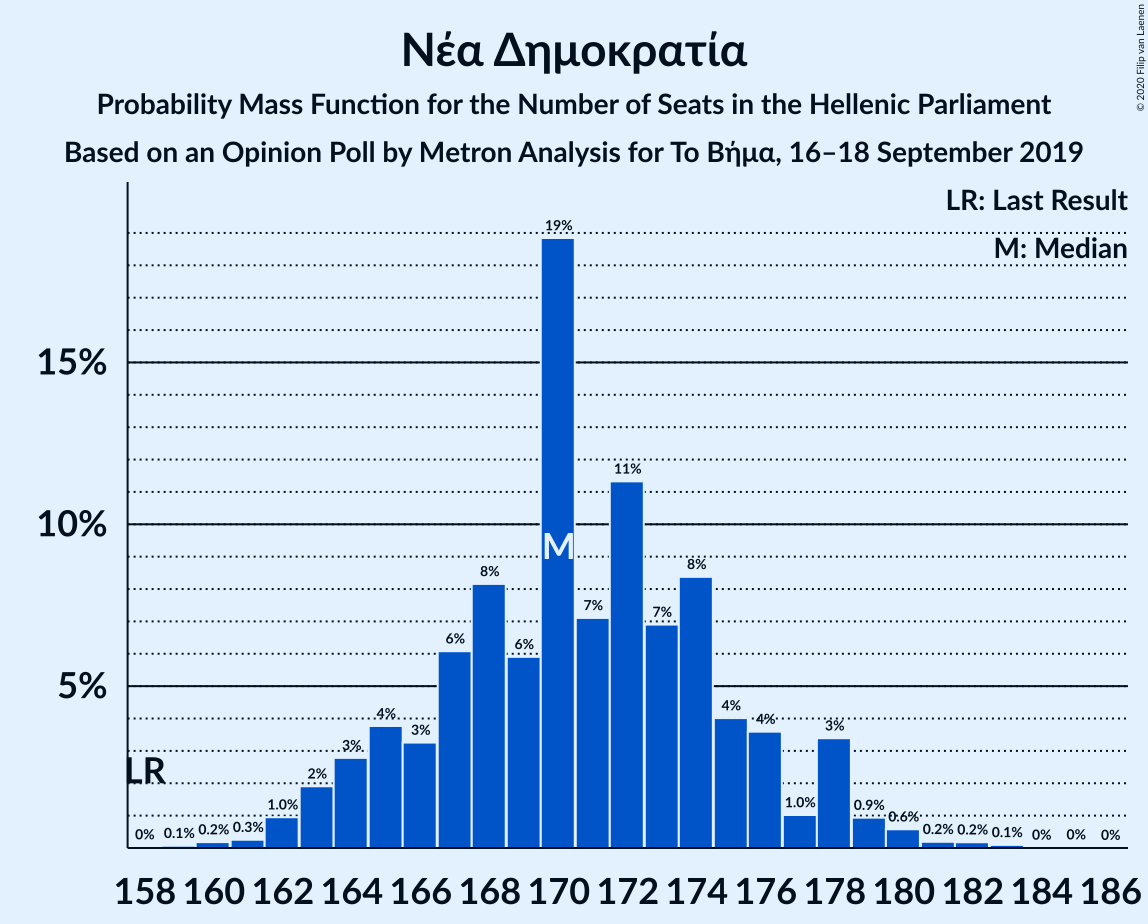 Νέα Δημοκρατία
Probability Mass Function for the Number of Seats in the Hellenic Parliament
Based on an Opinion Poll by Metron Analysis for Το Βήμα, 16–18 September 2019
© 2020 Filip van Laenen
LR: Last Result
M: Median
19%
15%
11%
10%
M
8%
8%
7%
7%
6%
6%
5%
4%
4%
4%
3%
3%
3%
LR
2%
1.0%
1.0%
0.9%
0.6%
0% 0.1% 0.2% 0.3%
0.2% 0.2% 0.1% 0% 0% 0%
158 160 162 164 166 168 170 172 174 176 178 180 182 184 186